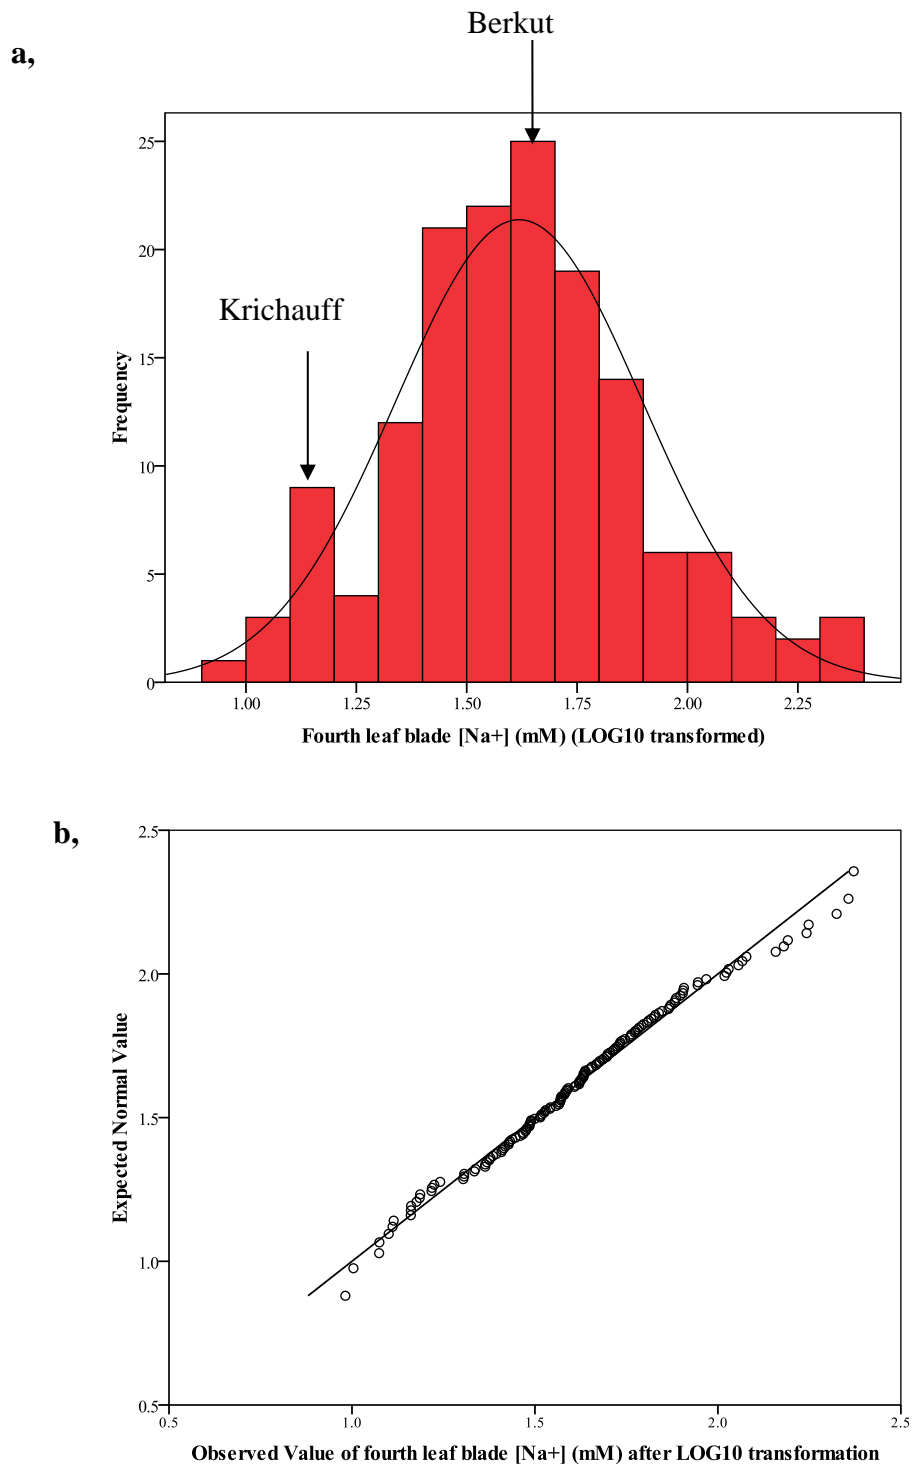 Berkut
a,
Krichauff
25
20
15
10
5
0
Frequency
1.00 1.25 1.50 1.75 2.00 2.25
Fourth leaf blade [Na+] (mM) (LOG10 transformed)
b,
2.5
2.0
1.5
1.0
0.5
Expected Normal Value
0.5 1.0 1.5 2.0 2.5
Observed Value of fourth leaf blade [Na+] (mM) after LOG10 transformation